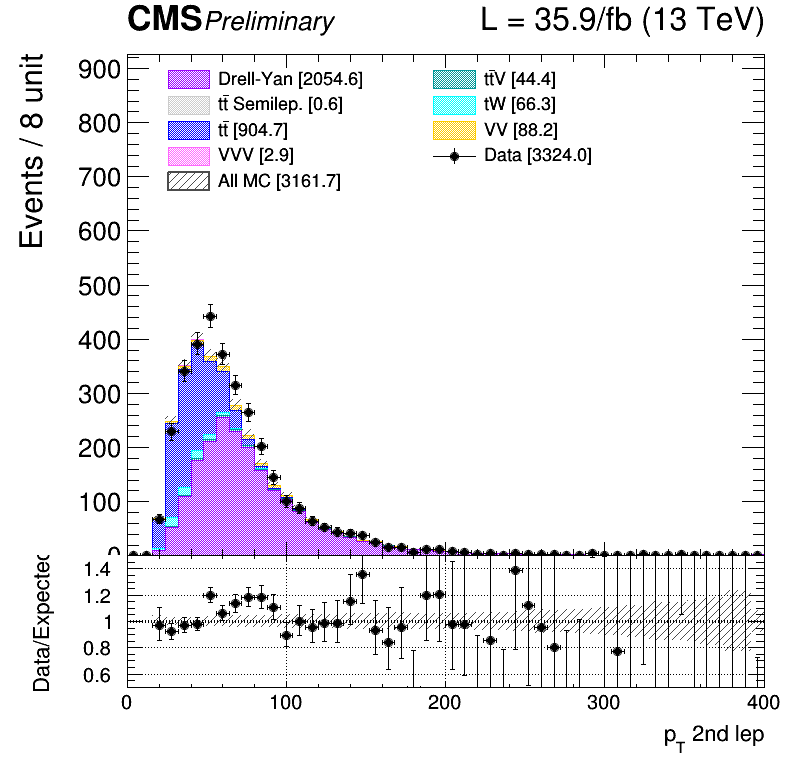 CMS Preliminary L = 35.9/fb (13 TeV)
Events / 8 unit
900
800
700
600
500
400
300
200
100
0
Drell-Yan [2054.6]
tt̄ Semilep. [0.6]
tt̄ [904.7]
VVV [2.9]
All MC [3161.7]
tt̄V [44.4]
tW [66.3]
VV [88.2]
Data [3324.0]
Data/Expected
1.4
1.2
1
0.8
0.6
0 100 200 300 400
p_T 2nd lep